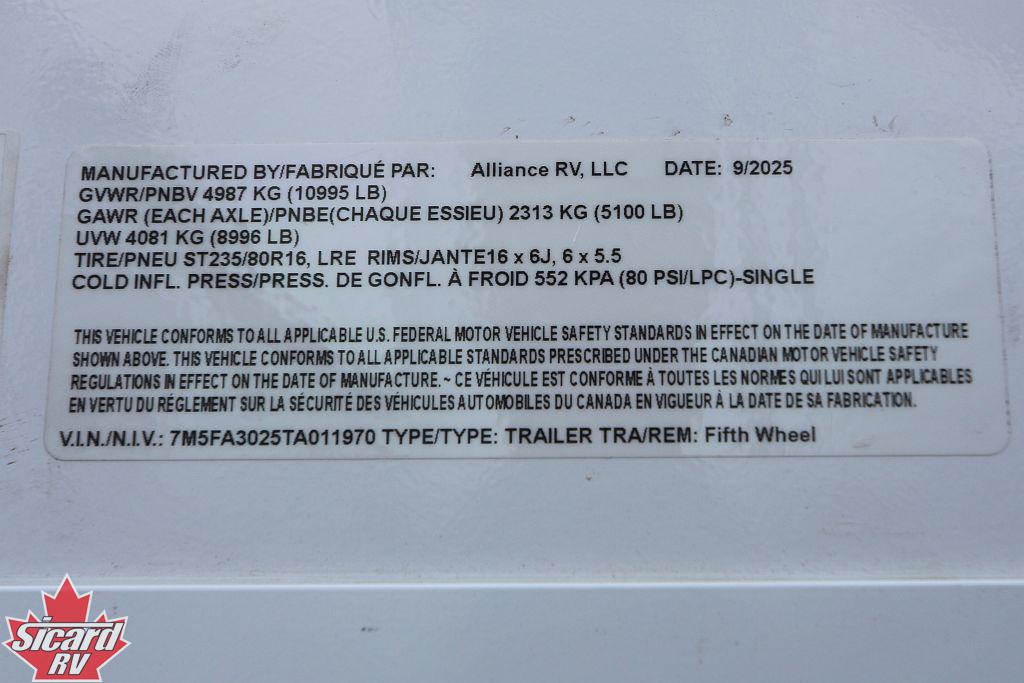 MANUFACTURED BY/FABRIQUÉ PAR: Alliance RV, LLC DATE: 9/2025
GVWR/PNBV 4987 KG (10995 LB)
GAWR (EACH AXLE)/PNBE(CHAQUE ESSIEU) 2313 KG (5100 LB)
UVW 4081 KG (8996 LB)
TIRE/PNEU ST235/80R16, LRE RIMS/JANTE16 x 6J, 6 x 5.5
COLD INFL. PRESS/PRESS. DE GONFL. À FROID 552 KPA (80 PSI/LPC)-SINGLE
THIS VEHICLE CONFORMS TO ALL APPLICABLE U.S. FEDERAL MOTOR VEHICLE SAFETY STANDARDS IN EFFECT ON THE DATE OF MANUFACTURE
SHOWN ABOVE. THIS VEHICLE CONFORMS TO ALL APPLICABLE STANDARDS PRESCRIBED UNDER THE CANADIAN MOTOR VEHICLE SAFETY
REGULATIONS IN EFFECT ON THE DATE OF MANUFACTURE. ~ CE VÉHICULE EST CONFORME À TOUTES LES NORMES QUI LUI SONT APPLICABLES
EN VERTU DU RÉGLEMENT SUR LA SÉCURITÉ DES VÉHICULES AUTOMOBILES DU CANADA EN VIGUEUR À LA DATE DE SA FABRICATION.
V.I.N./N.I.V.: 7M5FA3025TA011970 TYPE/TYPE: TRAILER TRA/REM: Fifth Wheel
Sicard
RV